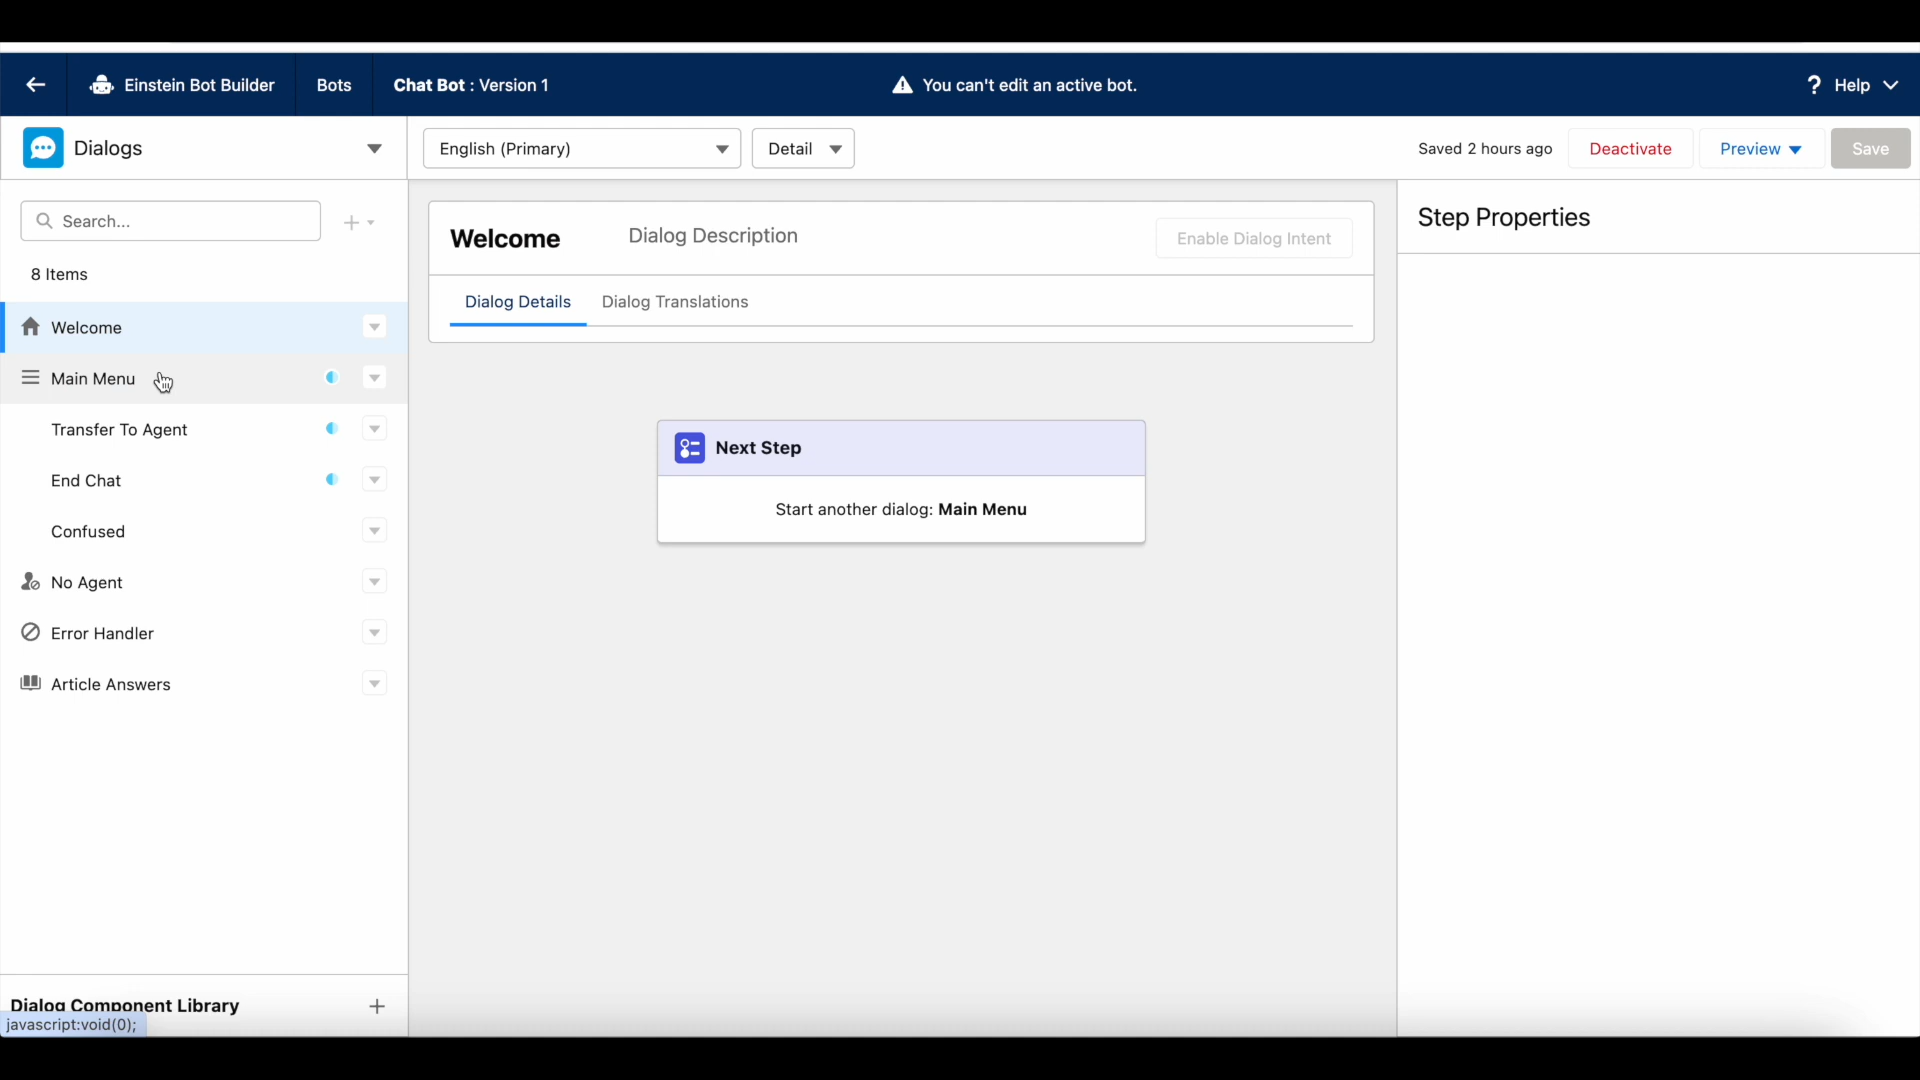 Einstein Bot Builder
Bots
Chat Bot : Version 1
You can't edit an active bot.
? Help
Dialogs
English (Primary)
Detail
Saved 2 hours ago
Deactivate
Preview
Save
Search...
8 Items
Welcome
Main Menu
Transfer To Agent
End Chat
Confused
No Agent
Error Handler
Article Answers
Dialog Component Library
javascript:void(0);
Welcome
Dialog Description
Enable Dialog Intent
Dialog Details
Dialog Translations
Next Step
Start another dialog: Main Menu
Step Properties